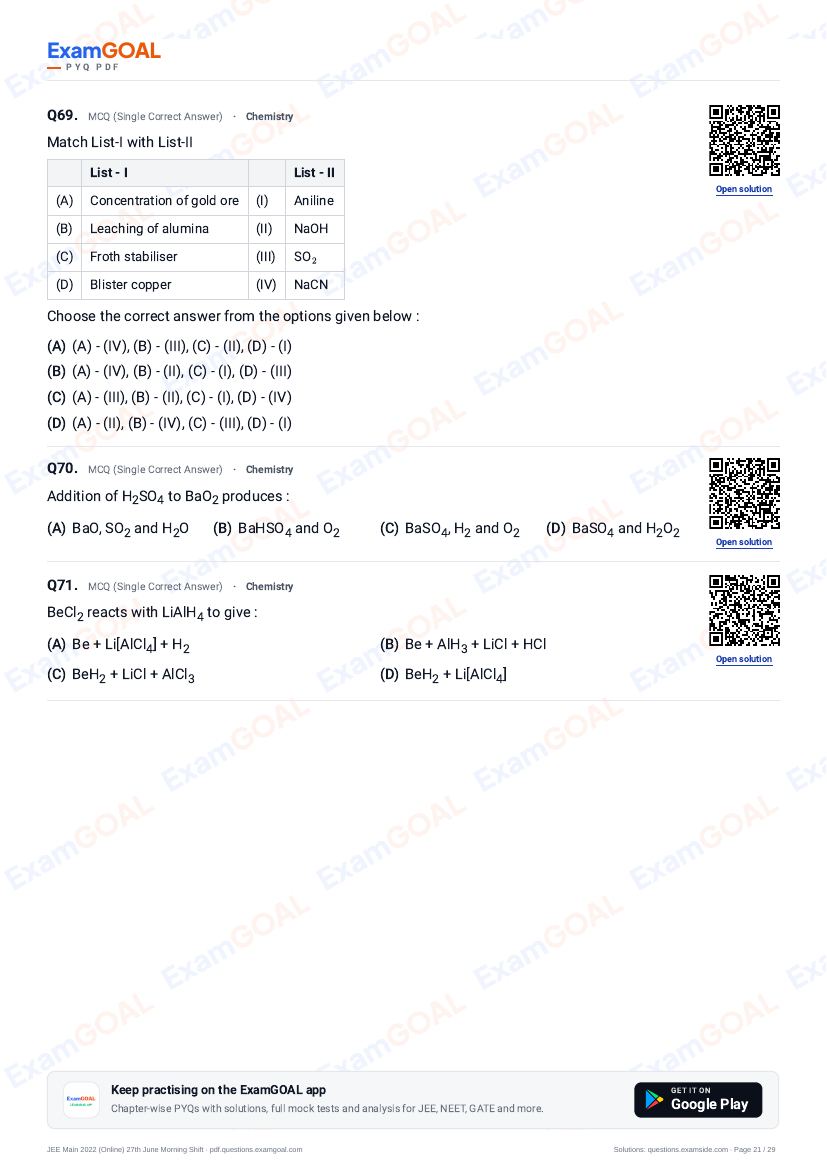 ExamGOAL
PYQ PDF
Q69. MCQ (Single Correct Answer) · Chemistry
Match List-I with List-II
List - I List - II
(A) Concentration of gold ore (I) Aniline
(B) Leaching of alumina (II) NaOH
(C) Froth stabiliser (III) SO₂
(D) Blister copper (IV) NaCN
Open solution
Choose the correct answer from the options given below :
(A) (A) - (IV), (B) - (III), (C) - (II), (D) - (I)
(B) (A) - (IV), (B) - (II), (C) - (I), (D) - (III)
(C) (A) - (III), (B) - (II), (C) - (I), (D) - (IV)
(D) (A) - (II), (B) - (IV), (C) - (III), (D) - (I)
Q70. MCQ (Single Correct Answer) · Chemistry
Addition of H₂SO₄ to BaO₂ produces :
(A) BaO, SO₂ and H₂O (B) BaHSO₄ and O₂ (C) BaSO₄, H₂ and O₂ (D) BaSO₄ and H₂O₂
Open solution
Q71. MCQ (Single Correct Answer) · Chemistry
BeCl₂ reacts with LiAlH₄ to give :
(A) Be + Li[AlCl₄] + H₂ (B) Be + AlH₃ + LiCl + HCl
Open solution
(C) BeH₂ + LiCl + AlCl₃ (D) BeH₂ + Li[AlCl₄]
Keep practising on the ExamGOAL app
Chapter-wise PYQs with solutions, full mock tests and analysis for JEE, NEET, GATE and more.
GET IT ON
Google Play
JEE Main 2022 (Online) 27th June Morning Shift · pdf.questions.examgoal.com Solutions: questions.examside.com · Page 21 / 29